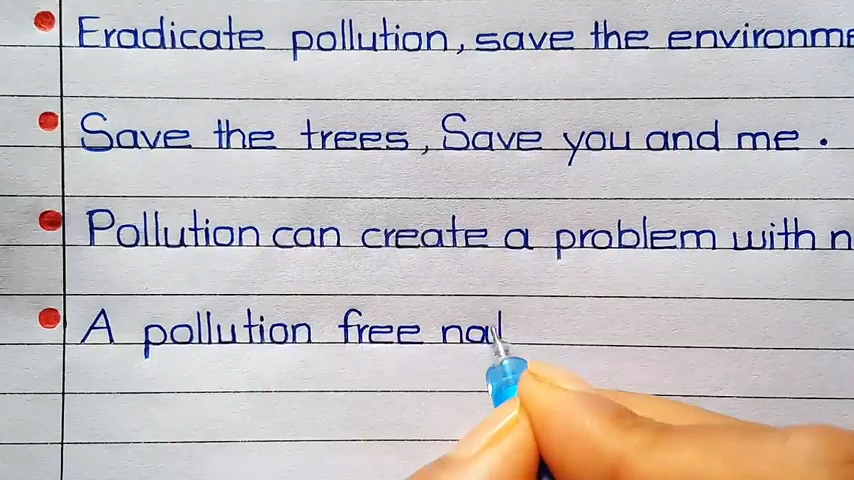 Eradicate pollution, save the environme
Save the trees, Save you and me.
Pollution can create a problem with n
A pollution free na